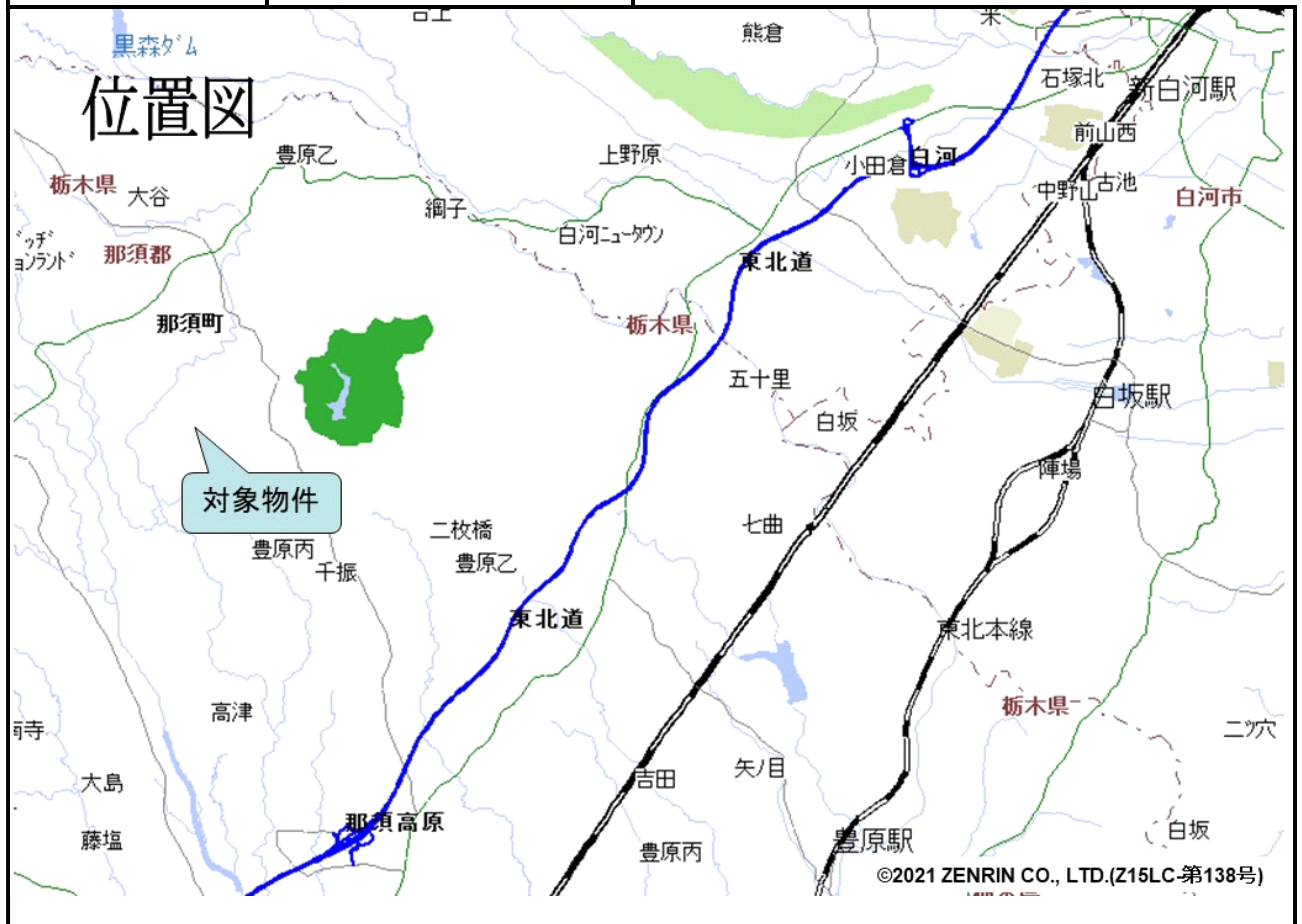 黒森ダム
熊倉
位置図
石塚北
新白河駅
前山西
豊原乙
上野原
小田倉
白河
栃木県
大谷
中野山
古池
白河市
綱子
白河ニュータウン
那須郡
東北道
那須町
栃木県
五十里
白坂駅
白坂
陣場
対象物件
七曲
二枚橋
豊原丙
豊原乙
千振
東北道
東北本線
栃木県
高津
二ツ穴
大島
吉田
矢ノ目
那須高原
藤塩
豊原丙
豊原駅
白坂
©2021 ZENRIN CO., LTD.(Z15LC-第138号)